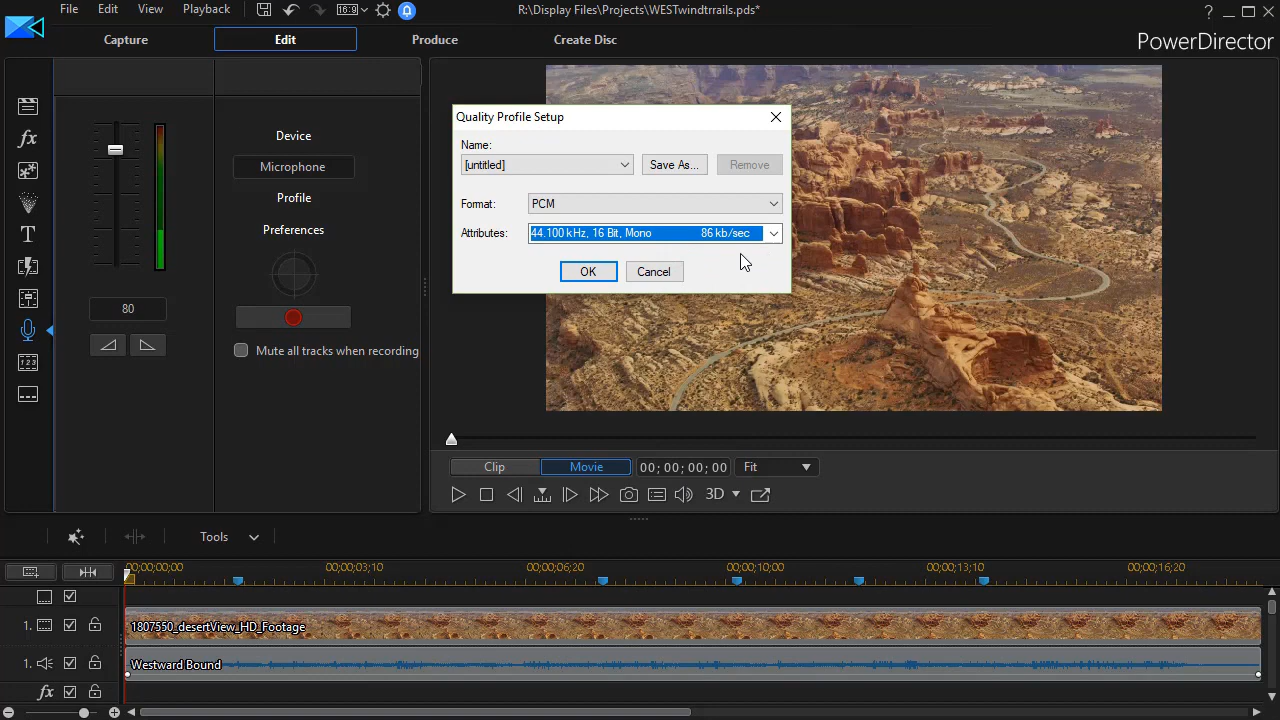 File Edit View Playback
16:9
R:\Display Files\Projects\WESTwindtrails.pds*
?
Capture Edit Produce Create Disc
PowerDirector
Device
Microphone
Profile
Preferences
80
Mute all tracks when recording
fx
T
123
Quality Profile Setup
Name:
[untitled] Save As... Remove
Format: PCM
Attributes: 44.100 kHz, 16 Bit, Mono 86 kb/sec
OK Cancel
Clip Movie 00; 00; 00; 00 Fit
3D
Tools
00;00;00;00 00;00;03;10 00;00;06;20 00;00;10;00 00;00;13;10 00;00;16;20
1. 1807550_desertView_HD_Footage
1. Westward Bound
fx